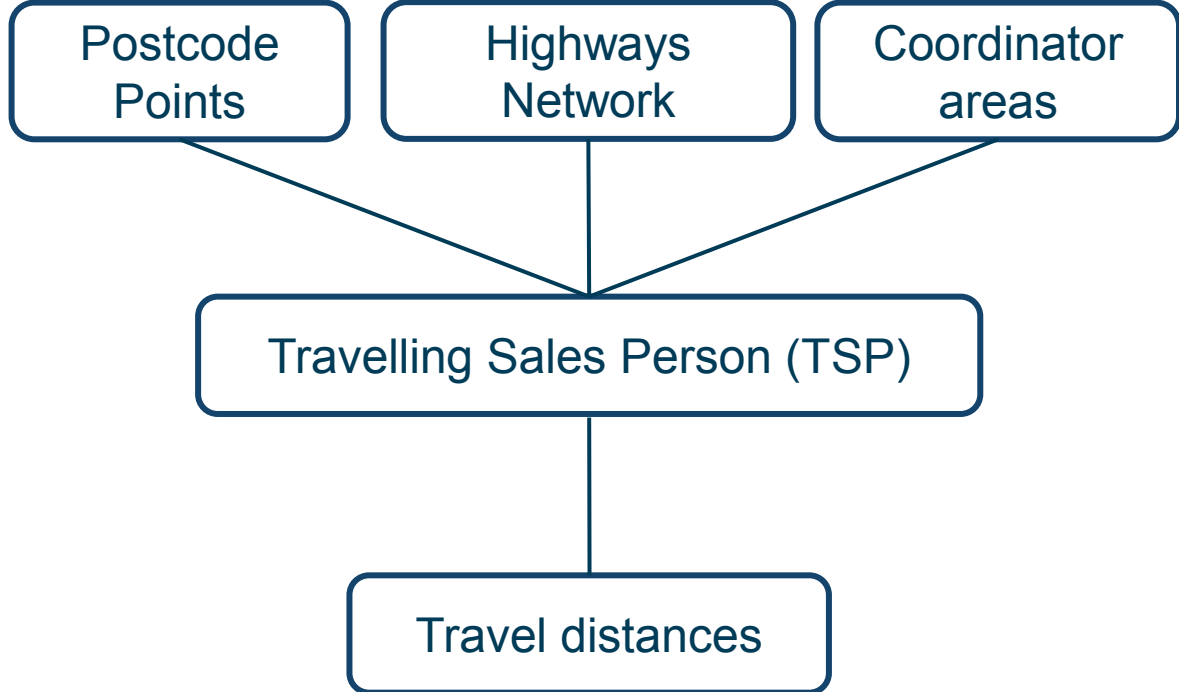 Postcode
Points
Highways
Network
Coordinator
areas
Travelling Sales Person (TSP)
Travel distances